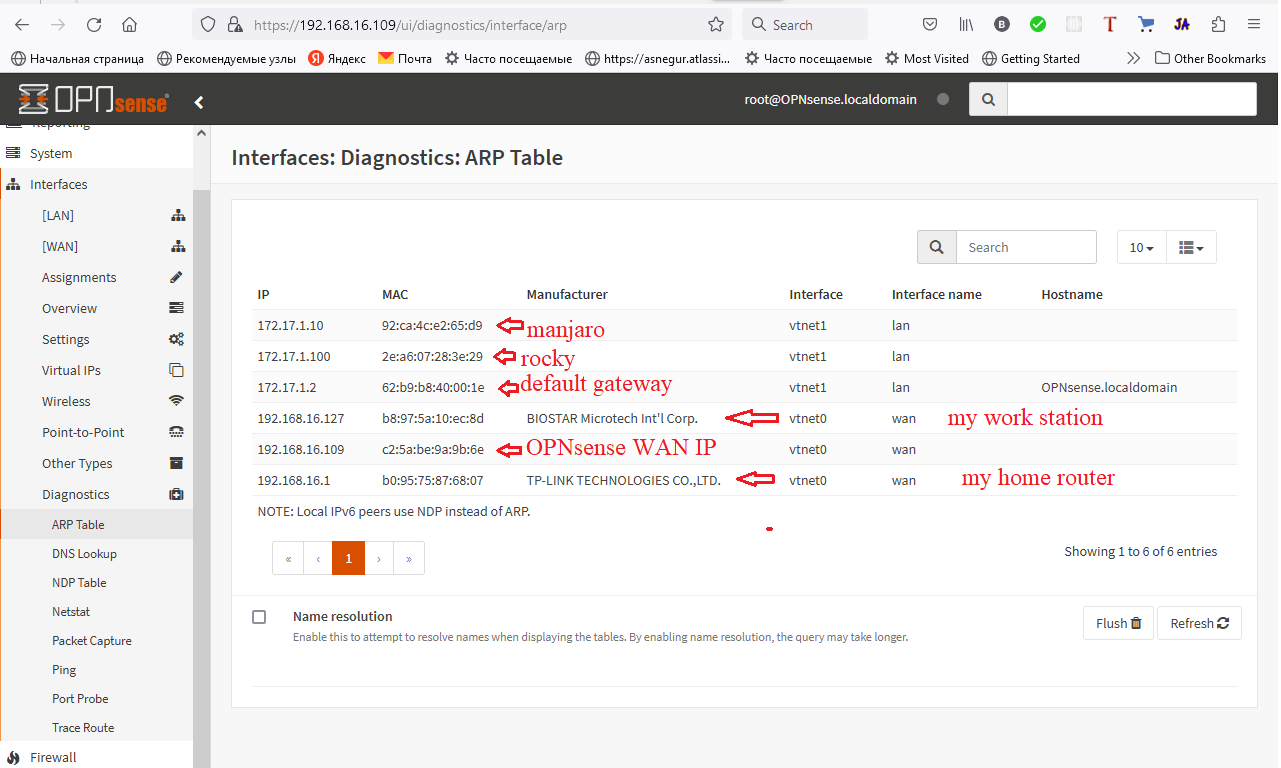 https://192.168.16.109/ui/diagnostics/interface/arp Search
Начальная страница Рекомендуемые узлы Яндекс Почта Часто посещаемые https://asnegur.atlassi... Часто посещаемые Most Visited Getting Started Other Bookmarks
OPNsense root@OPNsense.localdomain
Reporting
System
Interfaces
[LAN]
[WAN]
Assignments
Overview
Settings
Virtual IPs
Wireless
Point-to-Point
Other Types
Diagnostics
ARP Table
DNS Lookup
NDP Table
Netstat
Packet Capture
Ping
Port Probe
Trace Route
Firewall
Interfaces: Diagnostics: ARP Table
Search 10
IP MAC Manufacturer Interface Interface name Hostname
172.17.1.10 92:ca:4c:e2:65:d9 manjaro vtnet1 lan
172.17.1.100 2e:a6:07:28:3e:29 rocky vtnet1 lan
172.17.1.2 62:b9:b8:40:00:1e default gateway vtnet1 lan OPNsense.localdomain
192.168.16.127 b8:97:5a:10:ec:8d BIOSTAR Microtech Int'l Corp. vtnet0 wan my work station
192.168.16.109 c2:5a:be:9a:9b:6e OPNsense WAN IP vtnet0 wan
192.168.16.1 b0:95:75:87:68:07 TP-LINK TECHNOLOGIES CO.,LTD. vtnet0 wan my home router
NOTE: Local IPv6 peers use NDP instead of ARP.
« ‹ 1 › » Showing 1 to 6 of 6 entries
Name resolution
Enable this to attempt to resolve names when displaying the tables. By enabling name resolution, the query may take longer.
Flush Refresh